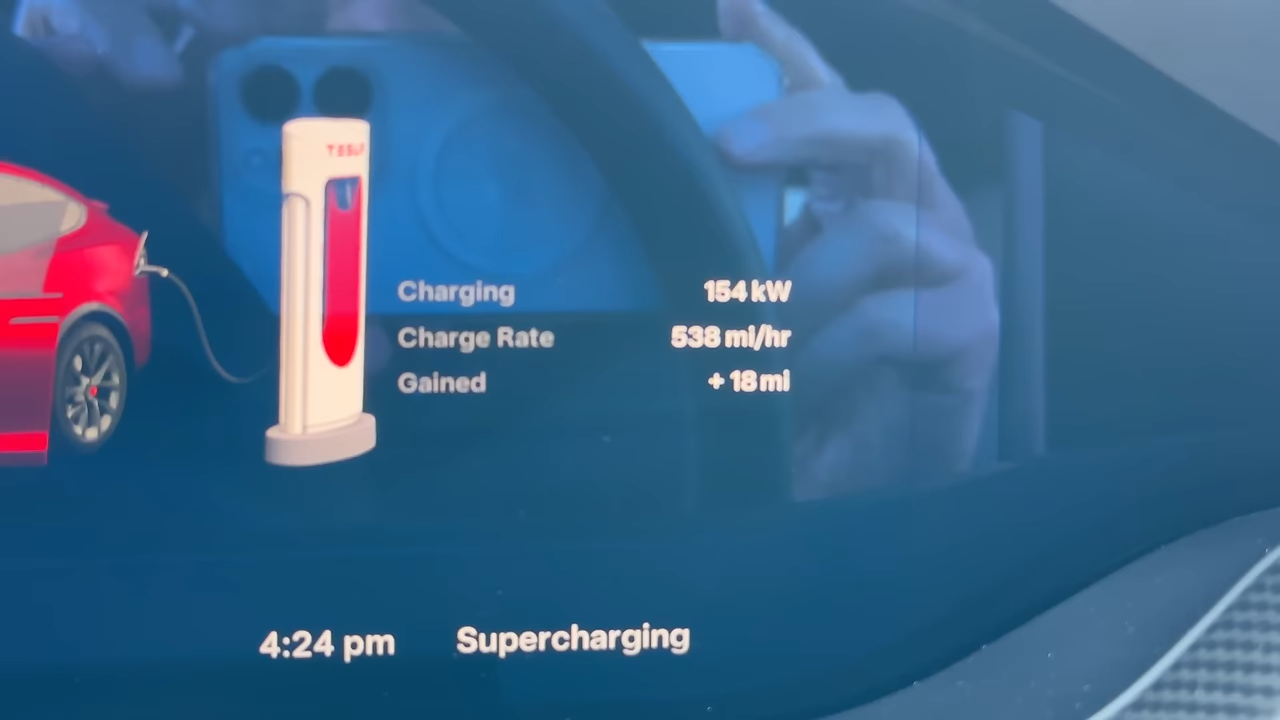 TESLA
Charging 154 kW
Charge Rate 538 mi/hr
Gained + 18 mi
4:24 pm Supercharging